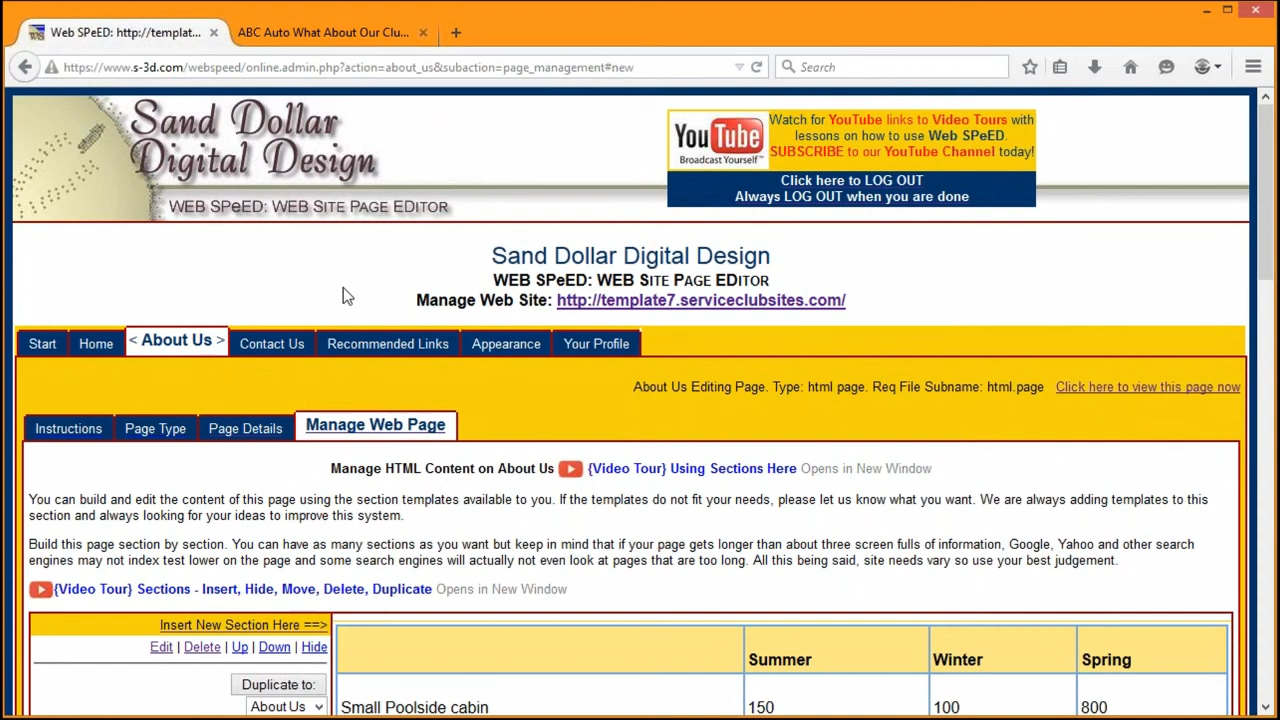 Web SPeED: http://templat...
ABC Auto What About Our Clu...
https://www.s-3d.com/webspeed/online.admin.php?action=about_us&subaction=page_management#new
Search
Sand Dollar
Digital Design
WEB SPeED: WEB SITE PAGE EDITOR
You Tube
Broadcast Yourself™
Watch for YouTube links to Video Tours with
lessons on how to use Web SPeED.
SUBSCRIBE to our YouTube Channel today!
Click here to LOG OUT
Always LOG OUT when you are done
Sand Dollar Digital Design
WEB SPeED: WEB SITE PAGE EDITOR
Manage Web Site: http://template7.serviceclubsites.com/
Start Home < About Us > Contact Us Recommended Links Appearance Your Profile
About Us Editing Page. Type: html page. Req File Subname: html.page Click here to view this page now
Instructions Page Type Page Details Manage Web Page
Manage HTML Content on About Us {Video Tour} Using Sections Here Opens in New Window
You can build and edit the content of this page using the section templates available to you. If the templates do not fit your needs, please let us know what you want. We are always adding templates to this
section and always looking for your ideas to improve this system.
Build this page section by section. You can have as many sections as you want but keep in mind that if your page gets longer than about three screen fulls of information, Google, Yahoo and other search
engines may not index test lower on the page and some search engines will actually not even look at pages that are too long. All this being said, site needs vary so use your best judgement.
{Video Tour} Sections - Insert, Hide, Move, Delete, Duplicate Opens in New Window
Insert New Section Here ==>
Edit | Delete | Up | Down | Hide
Duplicate to:
About Us
Summer Winter Spring
Small Poolside cabin 150 100 800